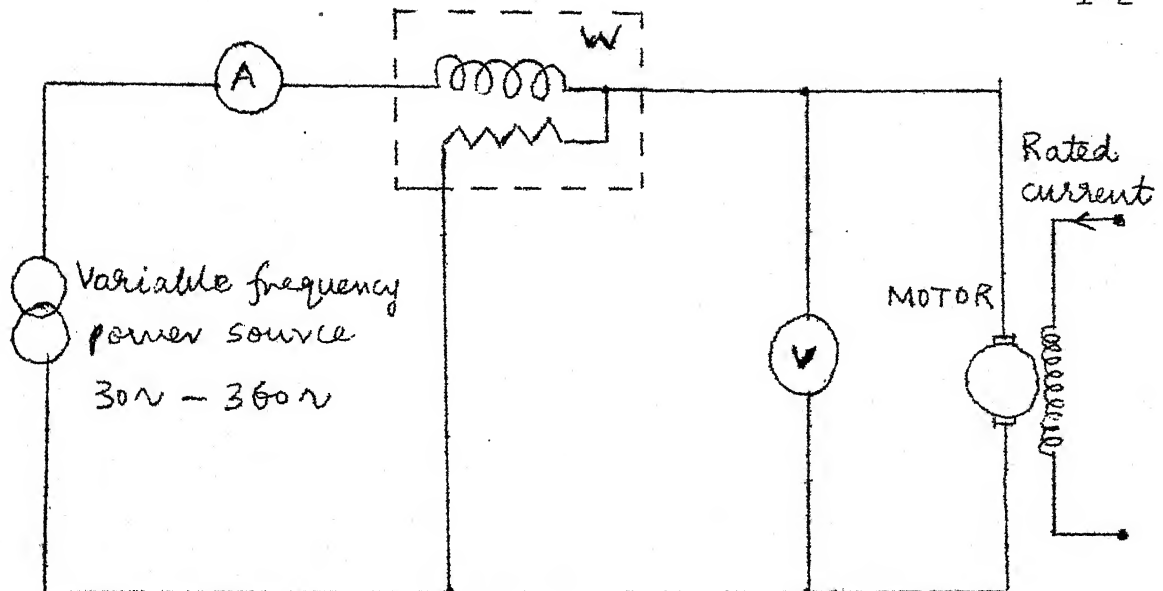 W
A
Rated
current
Variable frequency
power source
30~ - 360~
MOTOR
V